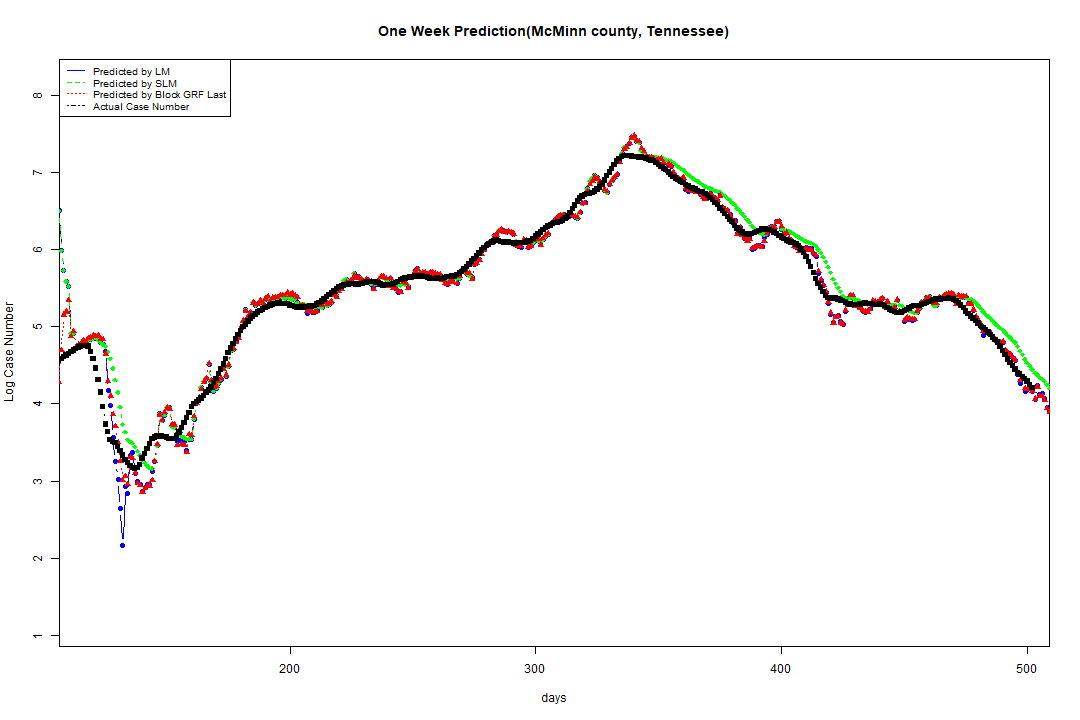 One Week Prediction(McMinn county, Tennessee)
Predicted by LM
Predicted by SLM
Predicted by Block GRF Last
Actual Case Number
8
7
6
5
4
3
2
1
Log Case Number
200 300 400 500
days